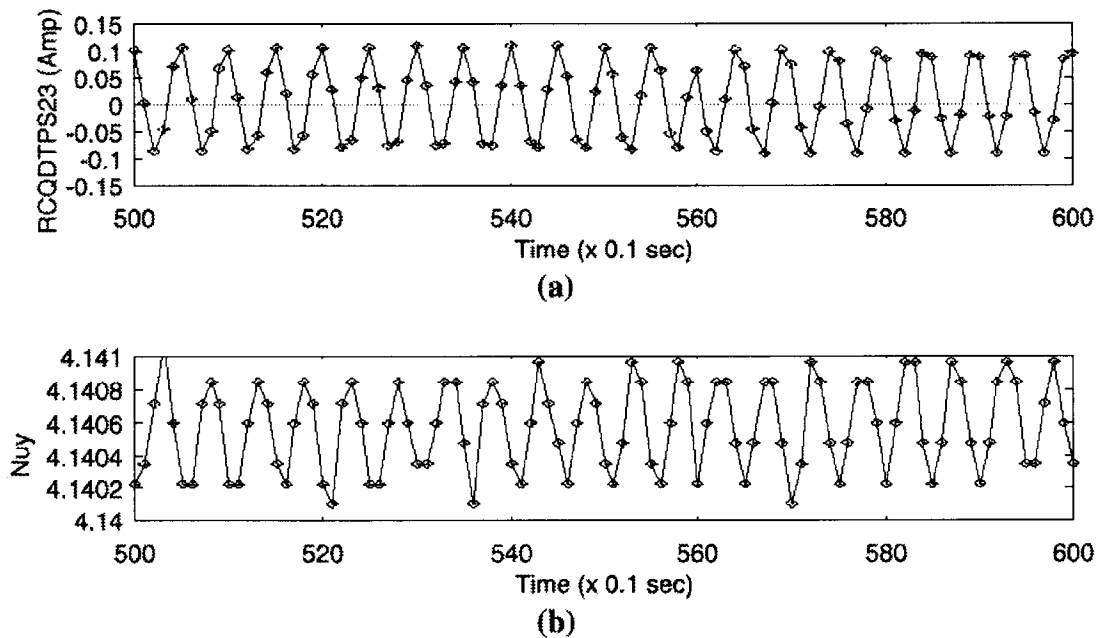 RCQDTPS23 (Amp)
0.15
0.1
0.05
0
-0.05
-0.1
-0.15
500 520 540 560 580 600
Time (x 0.1 sec)
(a)
Nuy
4.141
4.1408
4.1406
4.1404
4.1402
4.14
500 520 540 560 580 600
Time (x 0.1 sec)
(b)